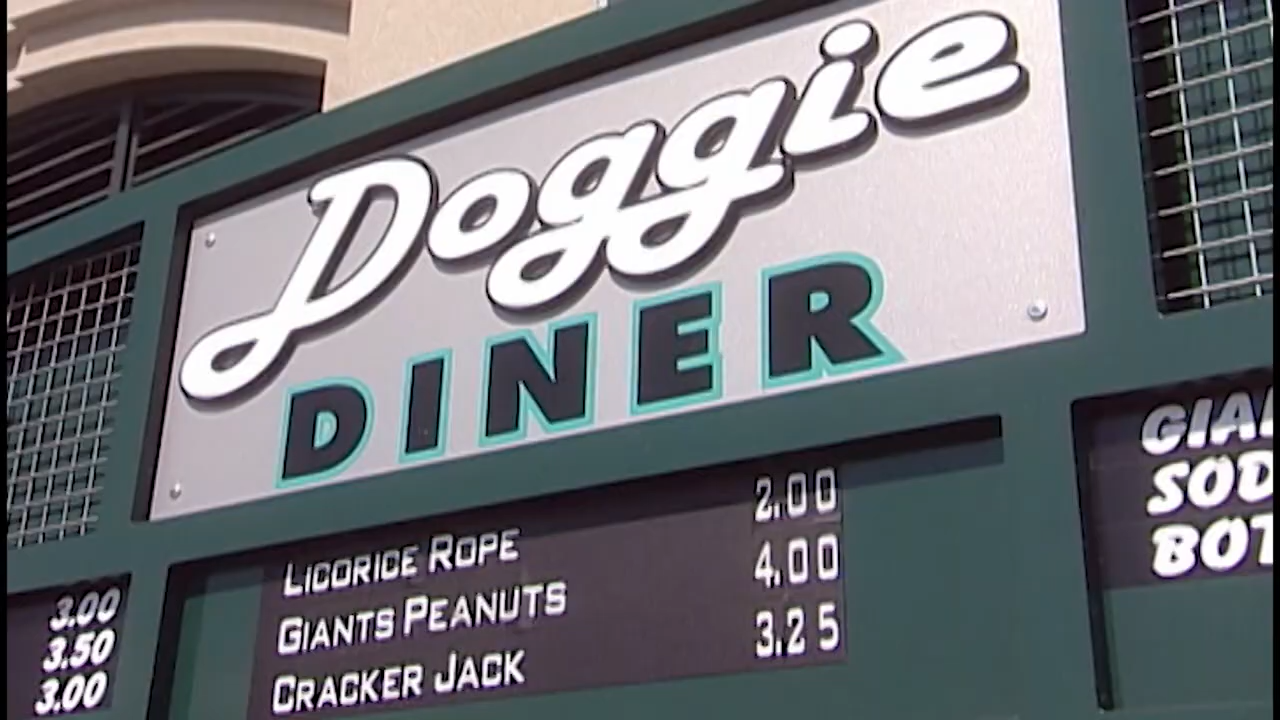 Doggie
DINER
LICORICE ROPE 2.00
GIANTS PEANUTS 4.00
CRACKER JACK 3.25
3.00
3.50
3.00